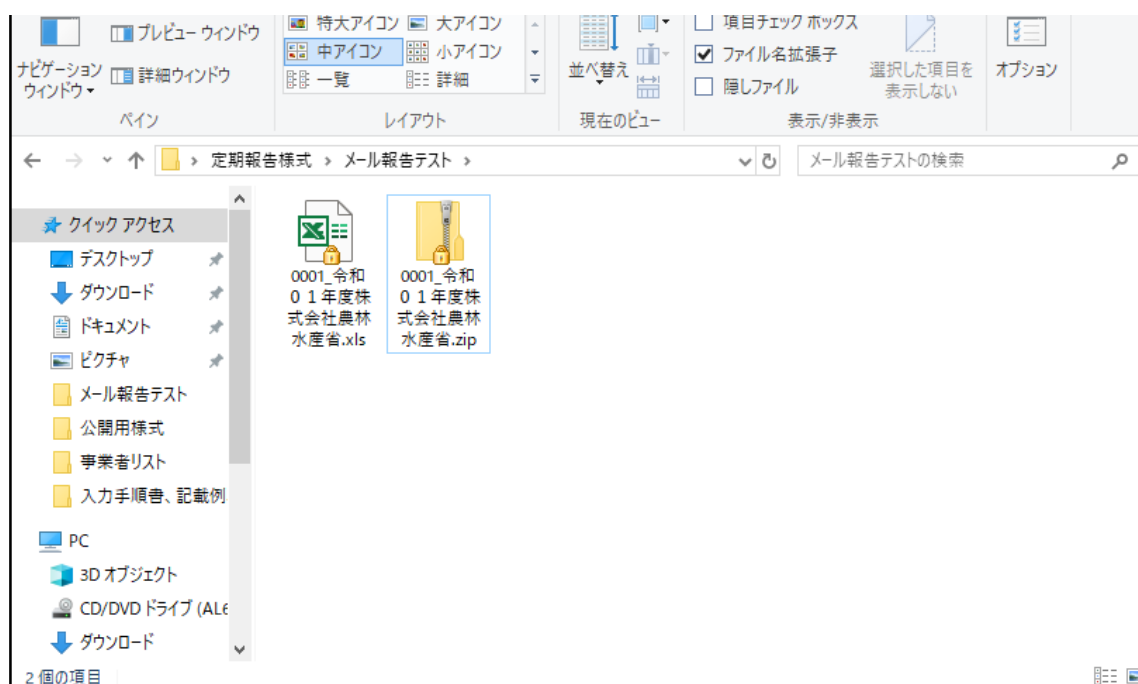 プレビュー ウィンドウ
特大アイコン 大アイコン
項目チェック ボックス
中アイコン 小アイコン
ファイル名拡張子
ナビゲーション
ウィンドウ
詳細ウィンドウ
一覧 詳細
並べ替え
隠しファイル
選択した項目を
表示しない
オプション
ペイン
レイアウト
現在のビュー
表示/非表示
定期報告様式 › メール報告テスト ›
メール報告テストの検索
クイック アクセス
デスクトップ
ダウンロード
ドキュメント
ピクチャ
メール報告テスト
公開用様式
事業者リスト
入力手順書、記載例
PC
3D オブジェクト
CD/DVD ドライブ (AL6
ダウンロード
0001_令和
01年度株
式会社農林
水産省.xls
0001_令和
01年度株
式会社農林
水産省.zip
2 個の項目